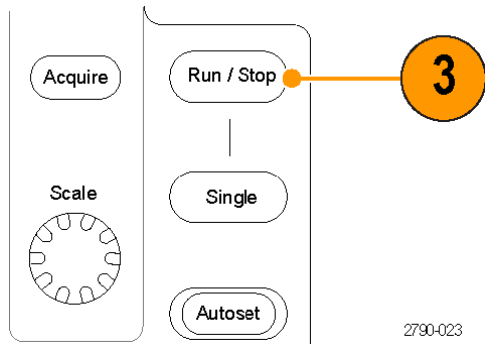 Acquire
Run / Stop
3
Scale
Single
Autoset
2790-023